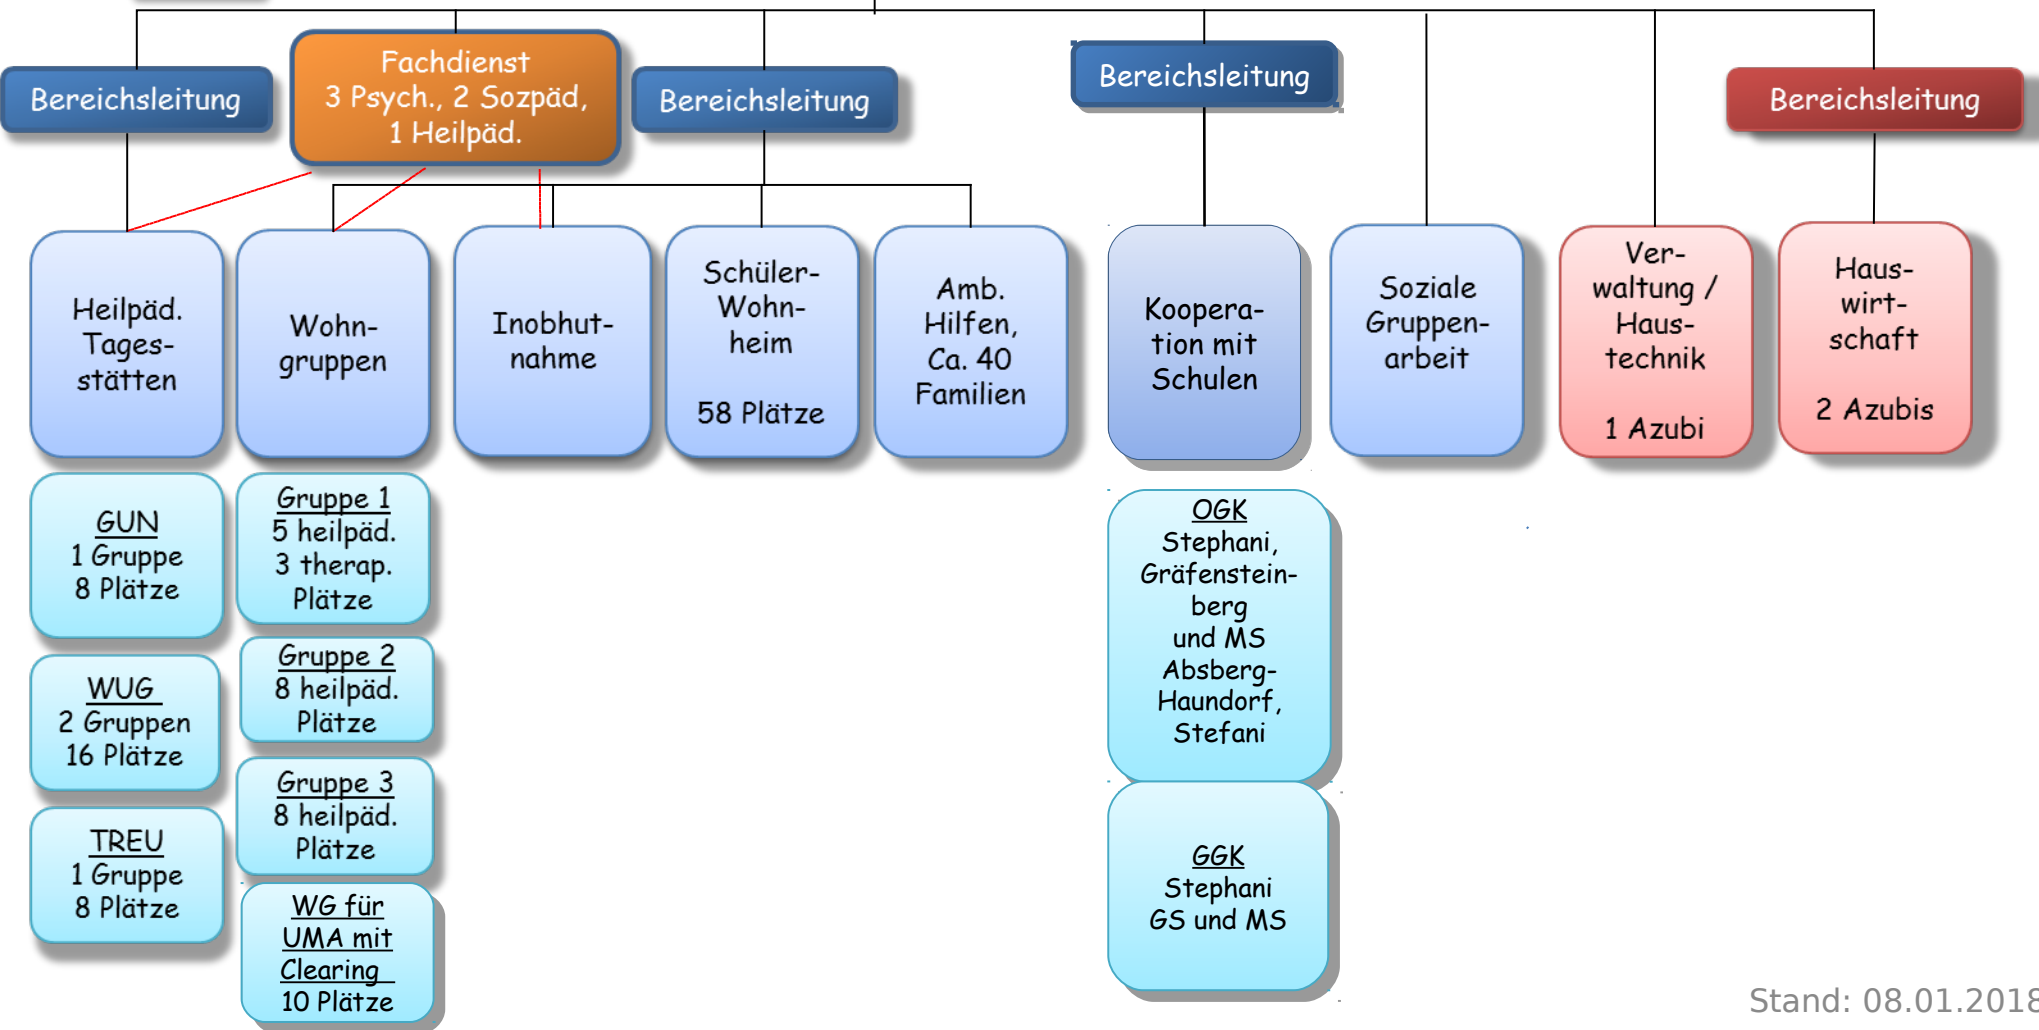 Bereichsleitung
Fachdienst
3 Psych., 2 Sozpäd,
1 Heilpäd.
Bereichsleitung
Bereichsleitung
Bereichsleitung
Heilpäd.
Tages-
stätten
Wohn-
gruppen
Inobhut-
nahme
Schüler-
Wohn-
heim
58 Plätze
Amb.
Hilfen,
Ca. 40
Familien
Koopera-
tion mit
Schulen
Soziale
Gruppen-
arbeit
Ver-
waltung /
Haus-
technik
1 Azubi
Haus-
wirt-
schaft
2 Azubis
GUN
1 Gruppe
8 Plätze
WUG
2 Gruppen
16 Plätze
TREU
1 Gruppe
8 Plätze
Gruppe 1
5 heilpäd.
3 therap.
Plätze
Gruppe 2
8 heilpäd.
Plätze
Gruppe 3
8 heilpäd.
Plätze
WG für
UMA mit
Clearing
10 Plätze
OGK
Stephani,
Gräfenstein-
berg
und MS
Absberg-
Haundorf,
Stefani
GGK
Stephani
GS und MS
Stand: 08.01.2018